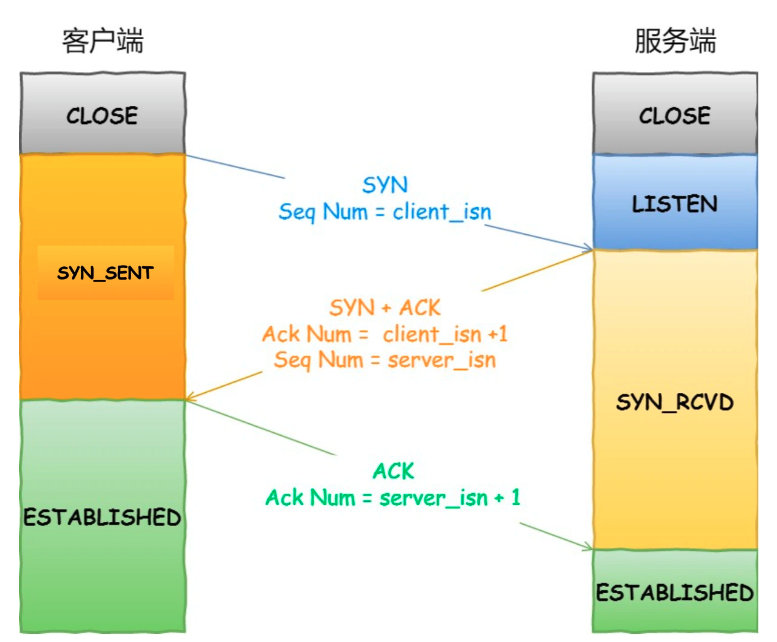 客户端
服务端
CLOSE
CLOSE
SYN
Seq Num = client_isn
LISTEN
SYN_SENT
SYN + ACK
Ack Num = client_isn +1
Seq Num = server_isn
SYN_RCVD
ACK
Ack Num = server_isn + 1
ESTABLISHED
ESTABLISHED